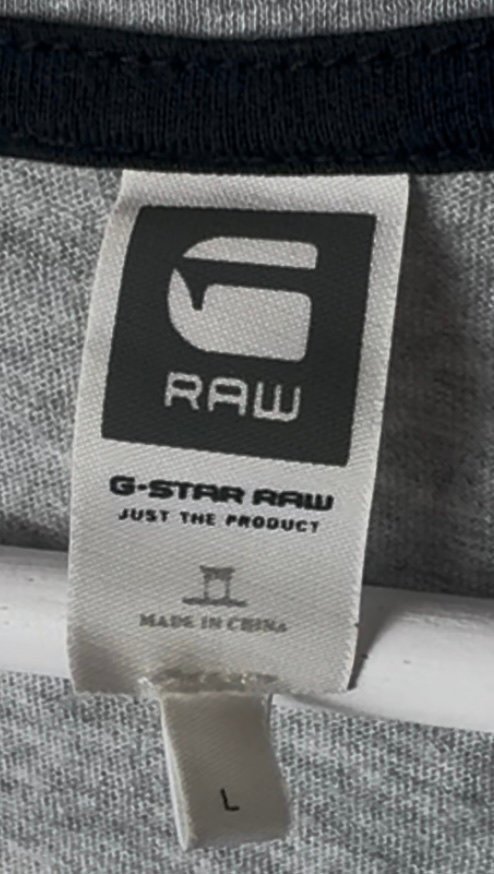 RAW
G-STAR RAW
JUST THE PRODUCT
MADE IN CHINA
L